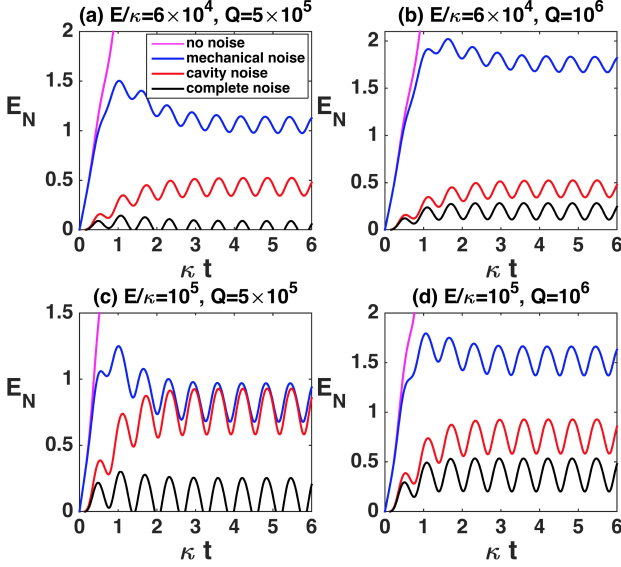 (a) E/κ=6×10⁴, Q=5×10⁵
(b) E/κ=6×10⁴, Q=10⁶
no noise
mechanical noise
cavity noise
complete noise
2
1.5
1
0.5
0
E_N
0 1 2 3 4 5 6
κ t
2
1.5
1
0.5
0
E_N
0 1 2 3 4 5 6
κ t
(c) E/κ=10⁵, Q=5×10⁵
(d) E/κ=10⁵, Q=10⁶
1.5
1
0.5
0
E_N
0 1 2 3 4 5 6
κ t
2
1.5
1
0.5
0
E_N
0 1 2 3 4 5 6
κ t